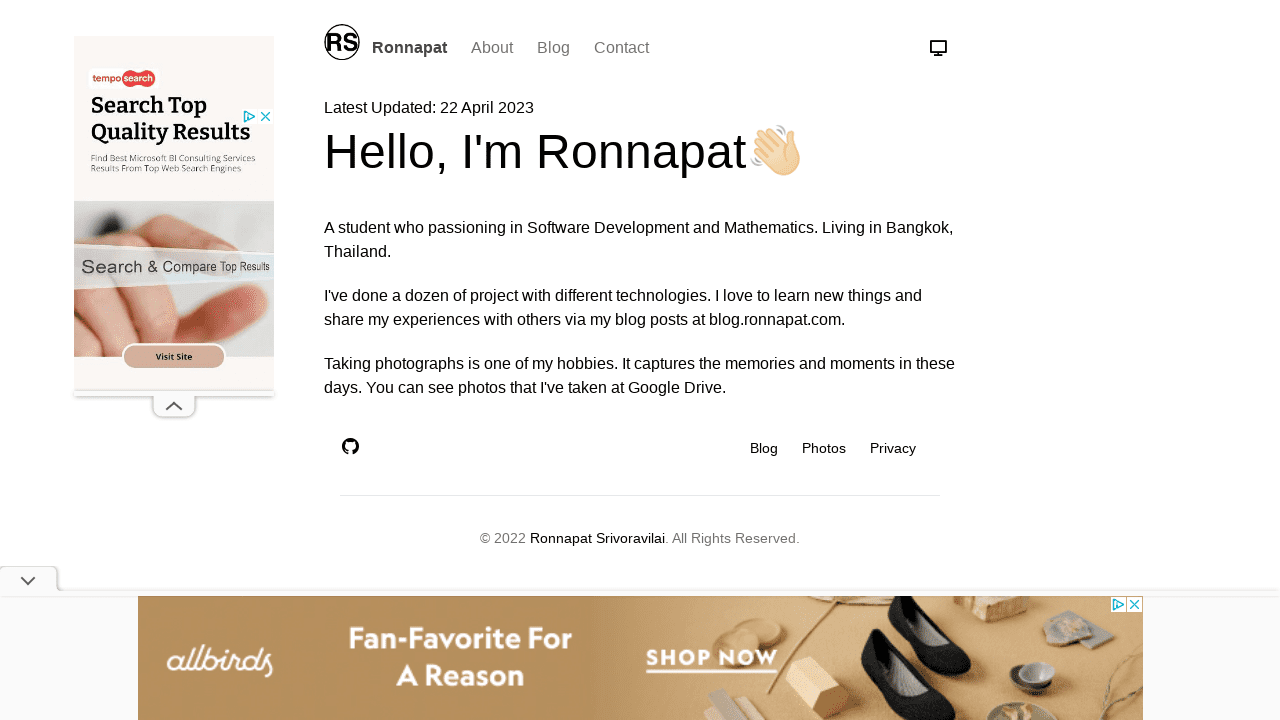 RS
Ronnapat
About
Blog
Contact
Latest Updated: 22 April 2023
Hello, I'm Ronnapat
A student who passioning in Software Development and Mathematics. Living in Bangkok,
Thailand.
I've done a dozen of project with different technologies. I love to learn new things and
share my experiences with others via my blog posts at blog.ronnapat.com.
Taking photographs is one of my hobbies. It captures the memories and moments in these
days. You can see photos that I've taken at Google Drive.
Blog
Photos
Privacy
© 2022 Ronnapat Srivoravilai. All Rights Reserved.
temposearch
Search Top
Quality Results
Find Best Microsoft BI Consulting Services
Results From Top Web Search Engines.
Search & Compare Top Results
Visit Site
allbirds
Fan-Favorite For
A Reason
SHOP NOW